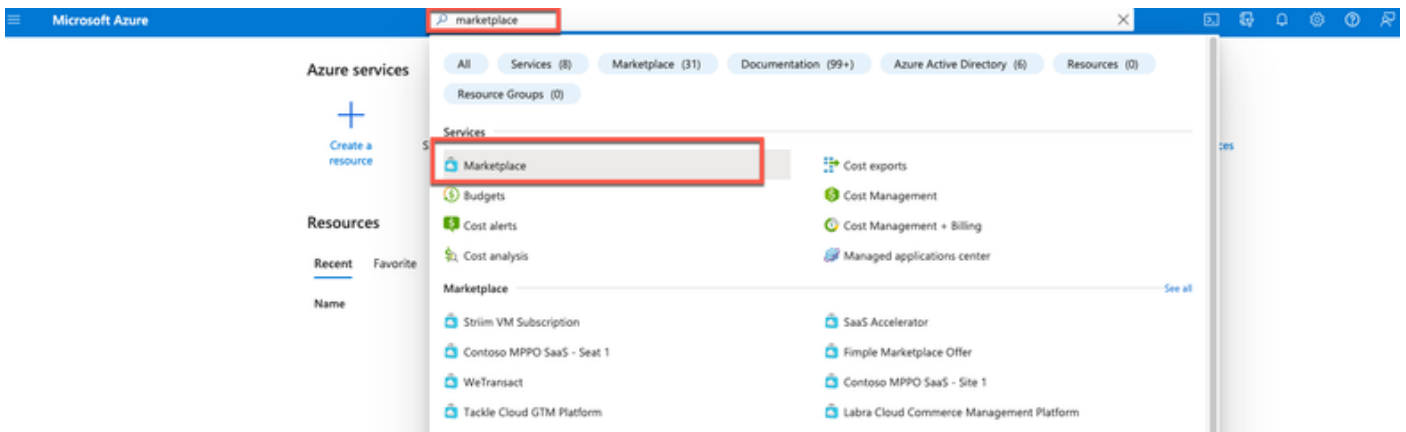 Microsoft Azure
marketplace
Azure services
All Services (8) Marketplace (31) Documentation (99+) Azure Active Directory (6) Resources (0)
Resource Groups (0)
Create a
resource
Services
Marketplace
Cost exports
Budgets
Cost Management
Cost alerts
Cost Management + Billing
Cost analysis
Managed applications center
Resources
Recent Favorite
Name
Marketplace
See all
Striim VM Subscription
SaaS Accelerator
Contoso MPPO SaaS - Seat 1
Fimple Marketplace Offer
WeTransact
Contoso MPPO SaaS - Site 1
Tackle Cloud GTM Platform
Labra Cloud Commerce Management Platform